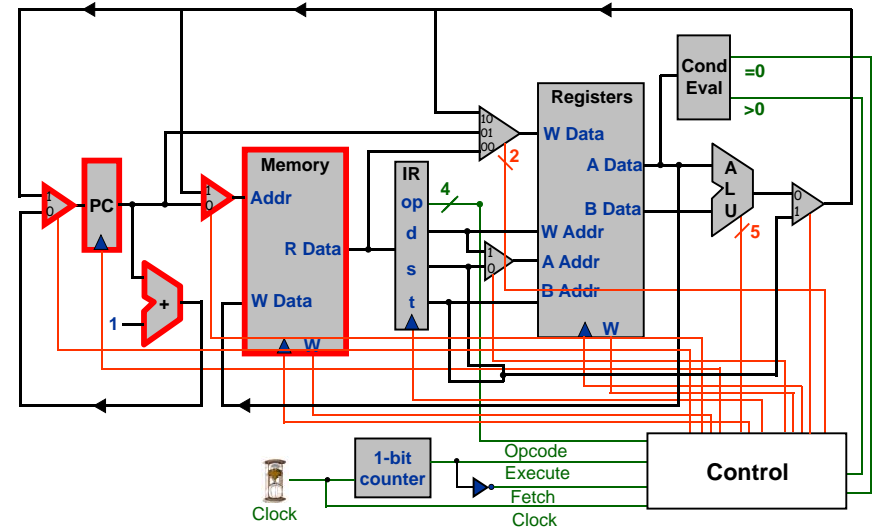 Cond
Eval
=0
>0
Registers
10
01
00
W Data
2
Memory
IR
A Data
A
L
U
4
op
1
0
PC
1
0
Addr
0
1
B Data
5
d
W Addr
R Data
1
0
s
A Addr
B Addr
W Data
t
+
1
W
W
Control
1-bit
counter
Opcode
Execute
Fetch
Clock
Clock